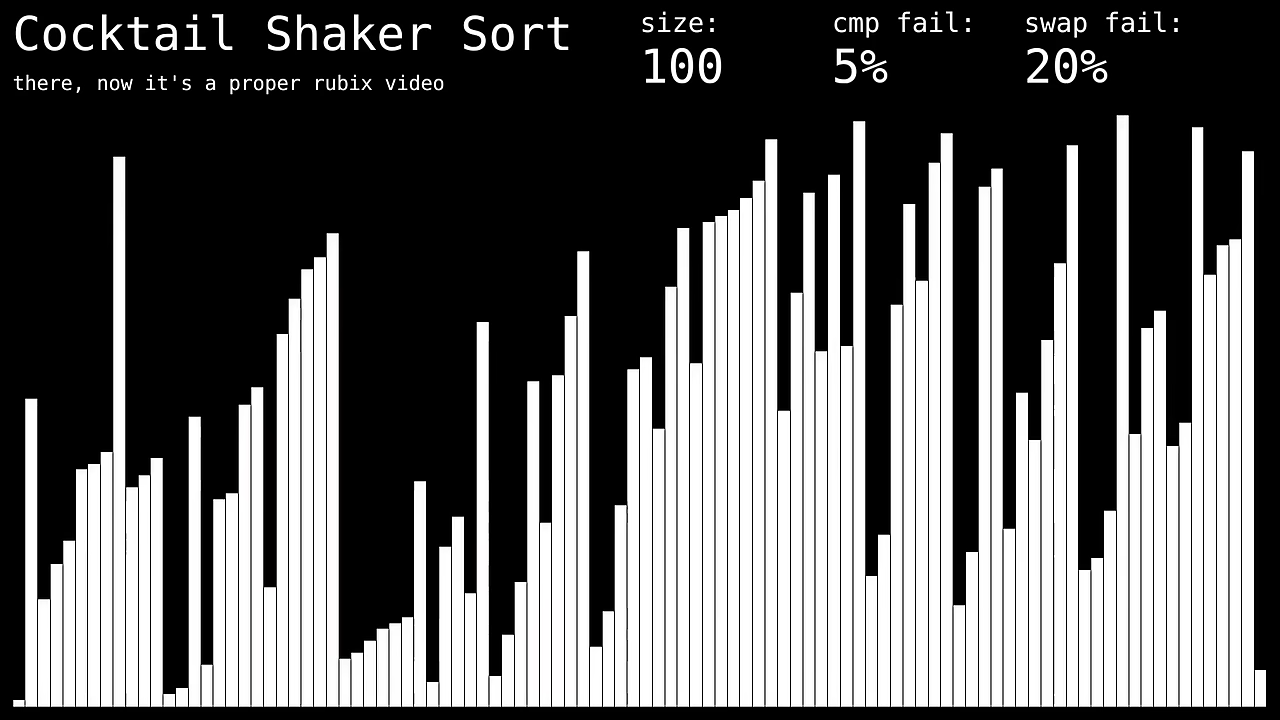 Cocktail Shaker Sort
there, now it's a proper rubix video
size:
100
cmp fail:
5%
swap fail:
20%